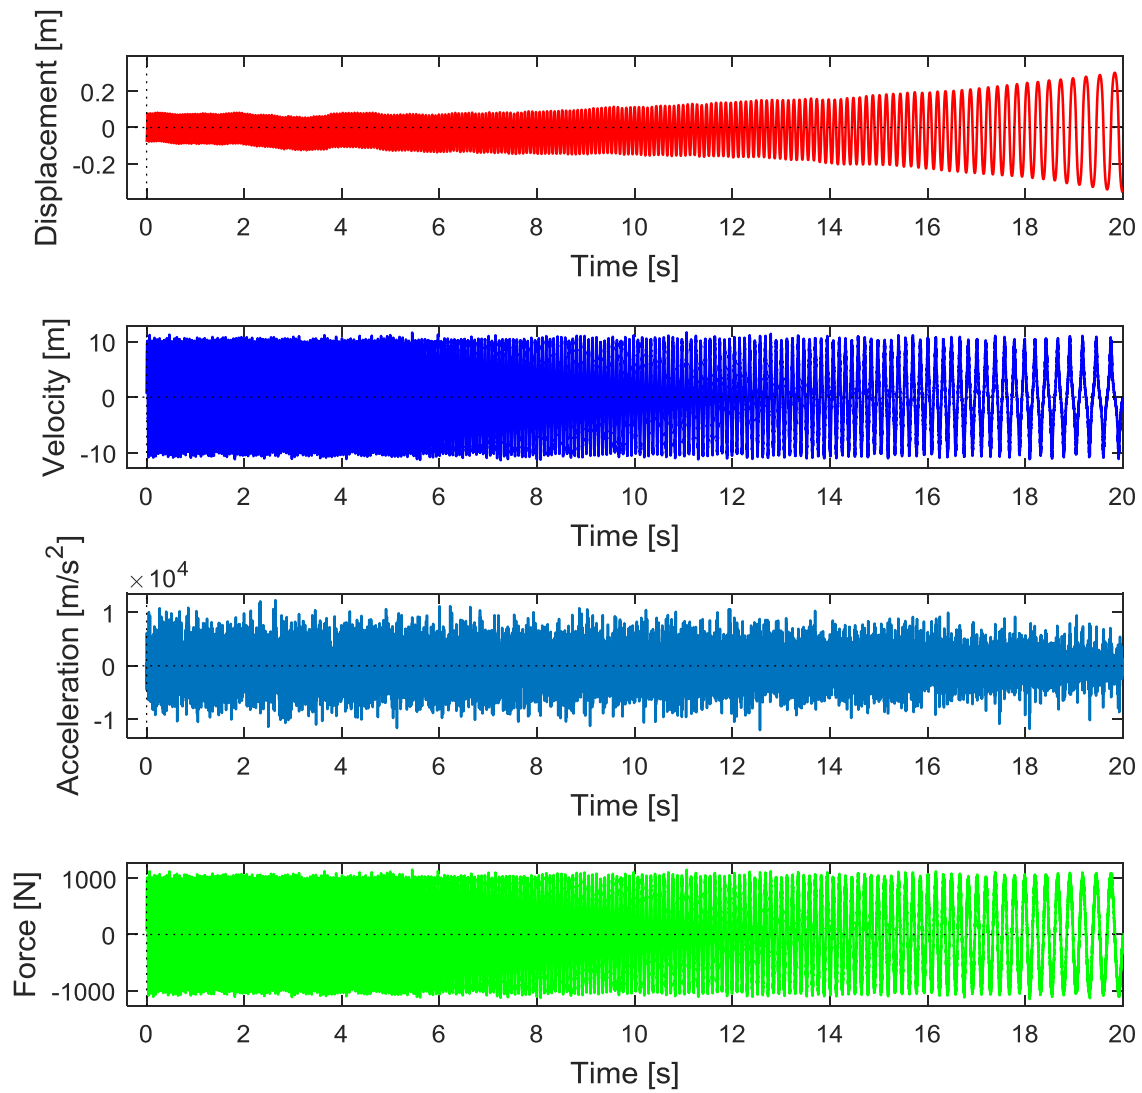 Displacement [m]
0.2
0
-0.2
0 2 4 6 8 10 12 14 16 18 20
Time [s]
Velocity [m]
10
0
-10
0 2 4 6 8 10 12 14 16 18 20
Time [s]
Acceleration [m/s²]
×10⁴
1
0
-1
0 2 4 6 8 10 12 14 16 18 20
Time [s]
Force [N]
1000
0
-1000
0 2 4 6 8 10 12 14 16 18 20
Time [s]